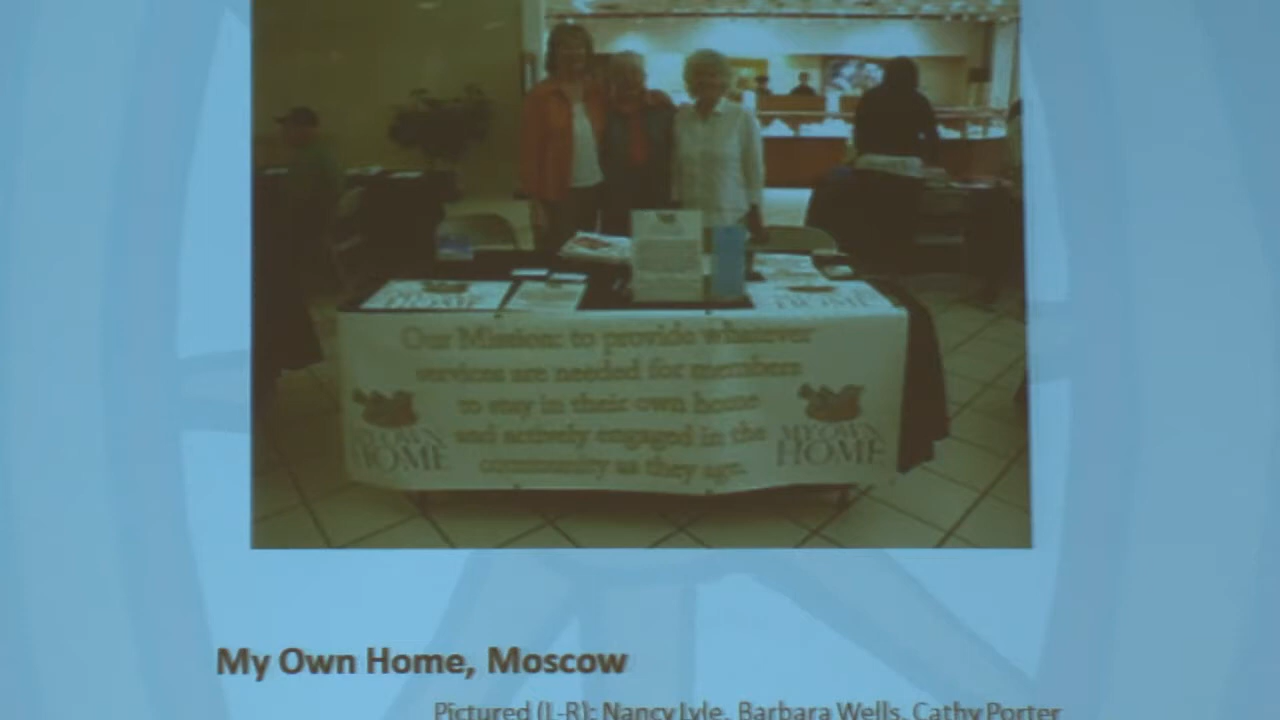 Our Mission: to provide whatever
services are needed for members
to stay in their own home
and actively engaged in the
community as they age.
MY OWN
HOME
MY OWN
HOME
HOME
HOME
My Own Home, Moscow
Pictured (L-R): Nancy Lyle, Barbara Wells, Cathy Porter